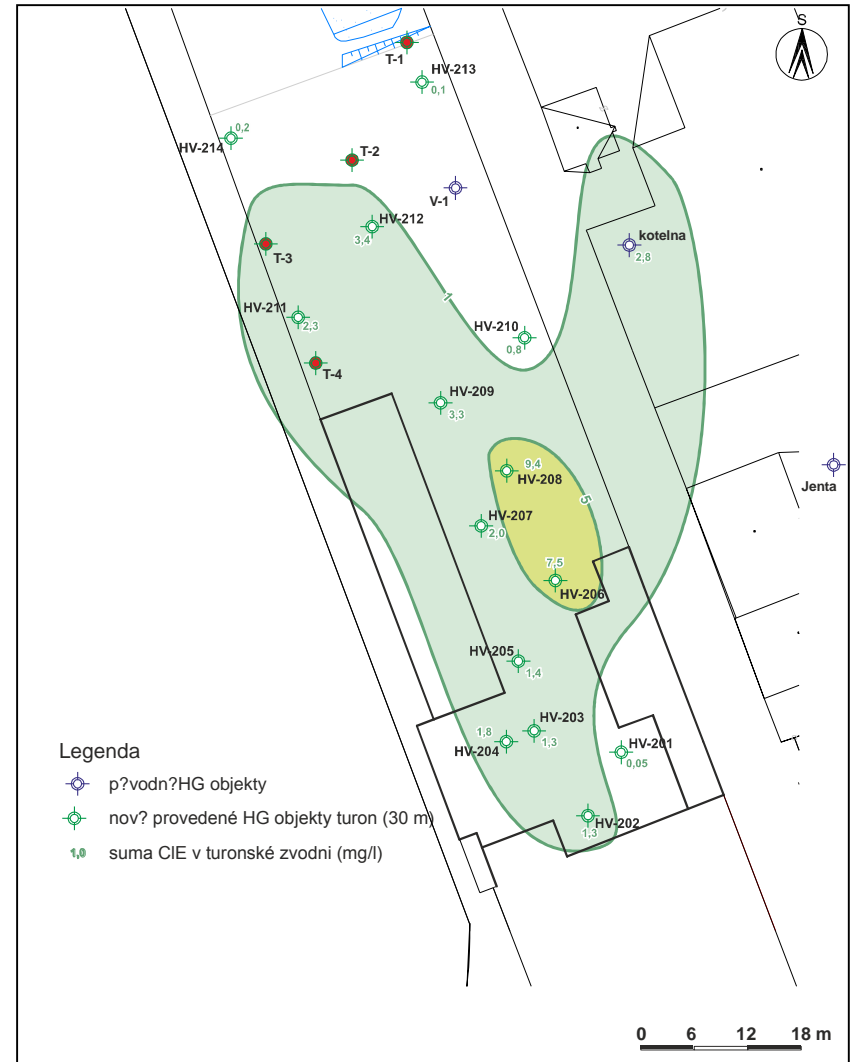 S
T-1
HV-213
0,1
0,2
HV-214
T-2
V-1
HV-212
3,4
kotelna
2,8
T-3
1
HV-211
2,3
HV-210
0,8
T-4
HV-209
3,3
9,4
HV-208
5
Jenta
HV-207
2,0
7,5
HV-206
HV-205
1,4
HV-203
1,8
HV-204
1,3
HV-201
0,05
HV-202
1,3
Legenda
p?vodn?HG objekty
nov? provedené HG objekty turon (30 m)
1,0 suma ClE v turonské zvodni (mg/l)
0 6 12 18 m